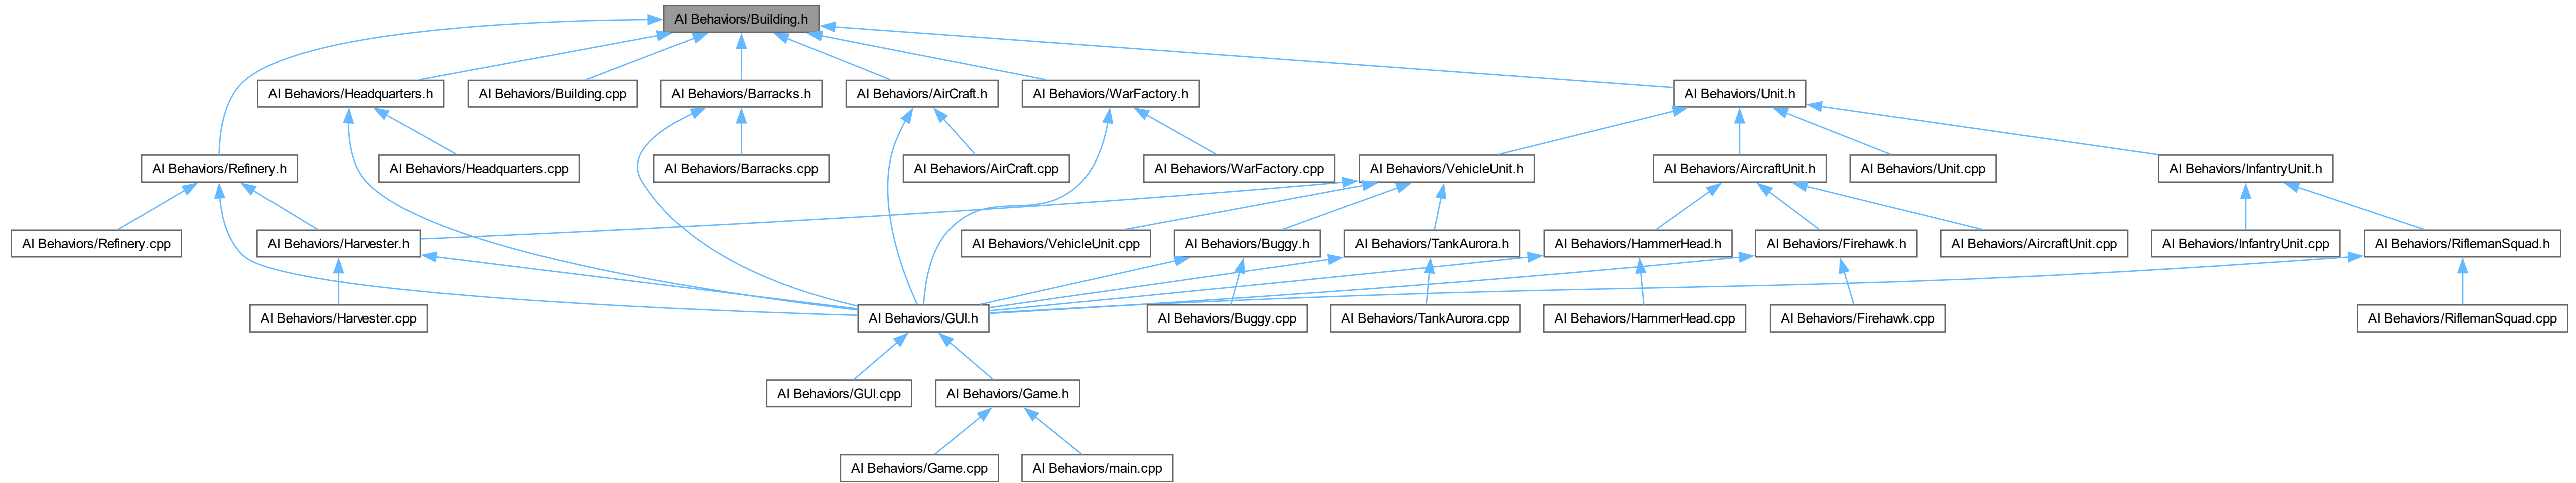 AI Behaviors/Building.h
AI Behaviors/Headquarters.h
AI Behaviors/Building.cpp
AI Behaviors/Barracks.h
AI Behaviors/AirCraft.h
AI Behaviors/WarFactory.h
AI Behaviors/Unit.h
AI Behaviors/Refinery.h
AI Behaviors/Headquarters.cpp
AI Behaviors/Barracks.cpp
AI Behaviors/AirCraft.cpp
AI Behaviors/WarFactory.cpp
AI Behaviors/VehicleUnit.h
AI Behaviors/AircraftUnit.h
AI Behaviors/Unit.cpp
AI Behaviors/InfantryUnit.h
AI Behaviors/Refinery.cpp
AI Behaviors/Harvester.h
AI Behaviors/VehicleUnit.cpp
AI Behaviors/Buggy.h
AI Behaviors/TankAurora.h
AI Behaviors/HammerHead.h
AI Behaviors/Firehawk.h
AI Behaviors/AircraftUnit.cpp
AI Behaviors/InfantryUnit.cpp
AI Behaviors/RiflemanSquad.h
AI Behaviors/Harvester.cpp
AI Behaviors/GUI.h
AI Behaviors/Buggy.cpp
AI Behaviors/TankAurora.cpp
AI Behaviors/HammerHead.cpp
AI Behaviors/Firehawk.cpp
AI Behaviors/RiflemanSquad.cpp
AI Behaviors/GUI.cpp
AI Behaviors/Game.h
AI Behaviors/Game.cpp
AI Behaviors/main.cpp